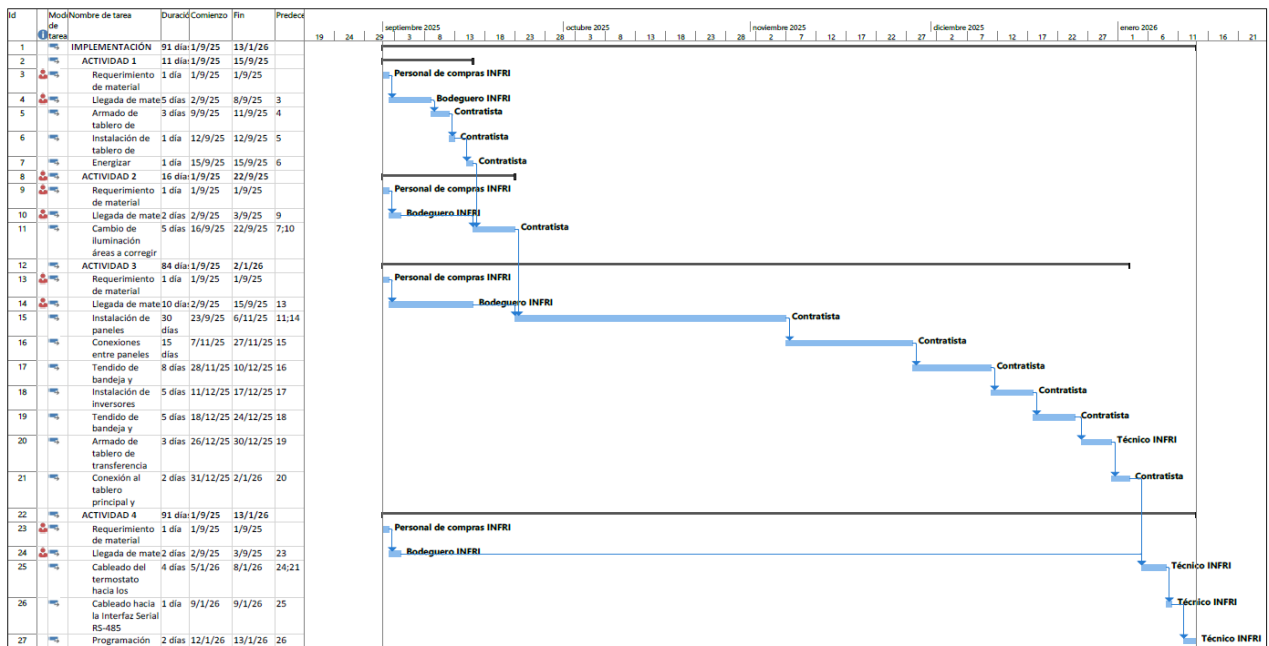 Id Modo de tarea Nombre de tarea Duració Comienzo Fin Predece
septiembre 2025 octubre 2025 noviembre 2025 diciembre 2025 enero 2026
19 24 29 3 8 13 18 23 28 3 8 13 18 23 28 2 7 12 17 22 27 2 7 12 17 22 27 1 6 11 16 21
1 IMPLEMENTACIÓN 91 días 1/9/25 13/1/26
2 ACTIVIDAD 1 11 días 1/9/25 15/9/25
3 Requerimiento de material 1 día 1/9/25 1/9/25 Personal de compras INFRI
4 Llegada de mate 5 días 2/9/25 8/9/25 3 Bodeguero INFRI
5 Armado de tablero de 3 días 9/9/25 11/9/25 4 Contratista
6 Instalación de tablero de 1 día 12/9/25 12/9/25 5 Contratista
7 Energizar 1 día 15/9/25 15/9/25 6 Contratista
8 ACTIVIDAD 2 16 días 1/9/25 22/9/25
9 Requerimiento de material 1 día 1/9/25 1/9/25 Personal de compras INFRI
10 Llegada de mate 2 días 2/9/25 3/9/25 9 Bodeguero INFRI
11 Cambio de iluminación áreas a corregir 5 días 16/9/25 22/9/25 7;10 Contratista
12 ACTIVIDAD 3 84 días 1/9/25 2/1/26
13 Requerimiento de material 1 día 1/9/25 1/9/25 Personal de compras INFRI
14 Llegada de mate 10 días 2/9/25 15/9/25 13 Bodeguero INFRI
15 Instalación de paneles 30 días 23/9/25 6/11/25 11;14 Contratista
16 Conexiones entre paneles 15 días 7/11/25 27/11/25 15 Contratista
17 Tendido de bandeja y 8 días 28/11/25 10/12/25 16 Contratista
18 Instalación de inversores 5 días 11/12/25 17/12/25 17 Contratista
19 Tendido de bandeja y 5 días 18/12/25 24/12/25 18 Contratista
20 Armado de tablero de transferencia 3 días 26/12/25 30/12/25 19 Técnico INFRI
21 Conexión al tablero principal y 2 días 31/12/25 2/1/26 20 Contratista
22 ACTIVIDAD 4 91 días 1/9/25 13/1/26
23 Requerimiento de material 1 día 1/9/25 1/9/25 Personal de compras INFRI
24 Llegada de mate 2 días 2/9/25 3/9/25 23 Bodeguero INFRI
25 Cableado del termostato hacia los 4 días 5/1/26 8/1/26 24;21 Técnico INFRI
26 Cableado hacia la Interfaz Serial RS-485 1 día 9/1/26 9/1/26 25 Técnico INFRI
27 Programación 2 días 12/1/26 13/1/26 26 Técnico INFRI